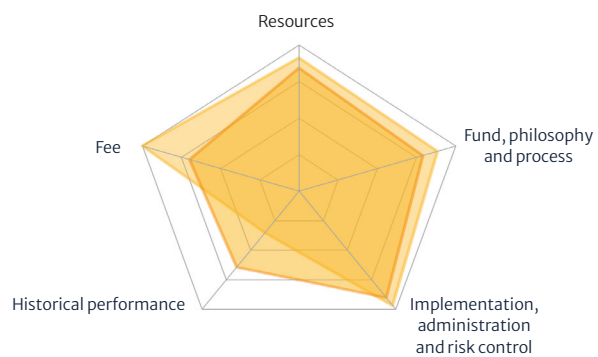 Resources
Fund, philosophy
and process
Fee
Historical performance
Implementation,
administration
and risk control